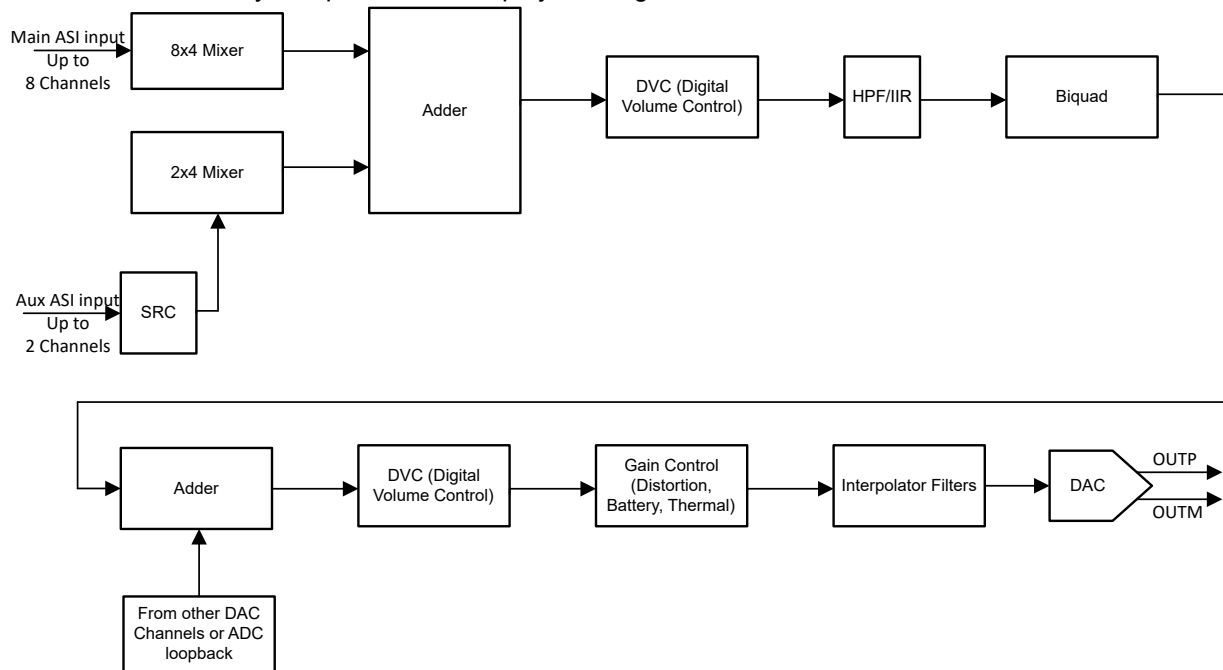 Main ASI input
Up to
8 Channels
8x4 Mixer
2x4 Mixer
Aux ASI input
Up to
2 Channels
SRC
Adder
DVC (Digital
Volume Control)
HPF/IIR
Biquad
Adder
From other DAC
Channels or ADC
loopback
DVC (Digital
Volume Control)
Gain Control
(Distortion,
Battery, Thermal)
Interpolator Filters
DAC
OUTP
OUTM